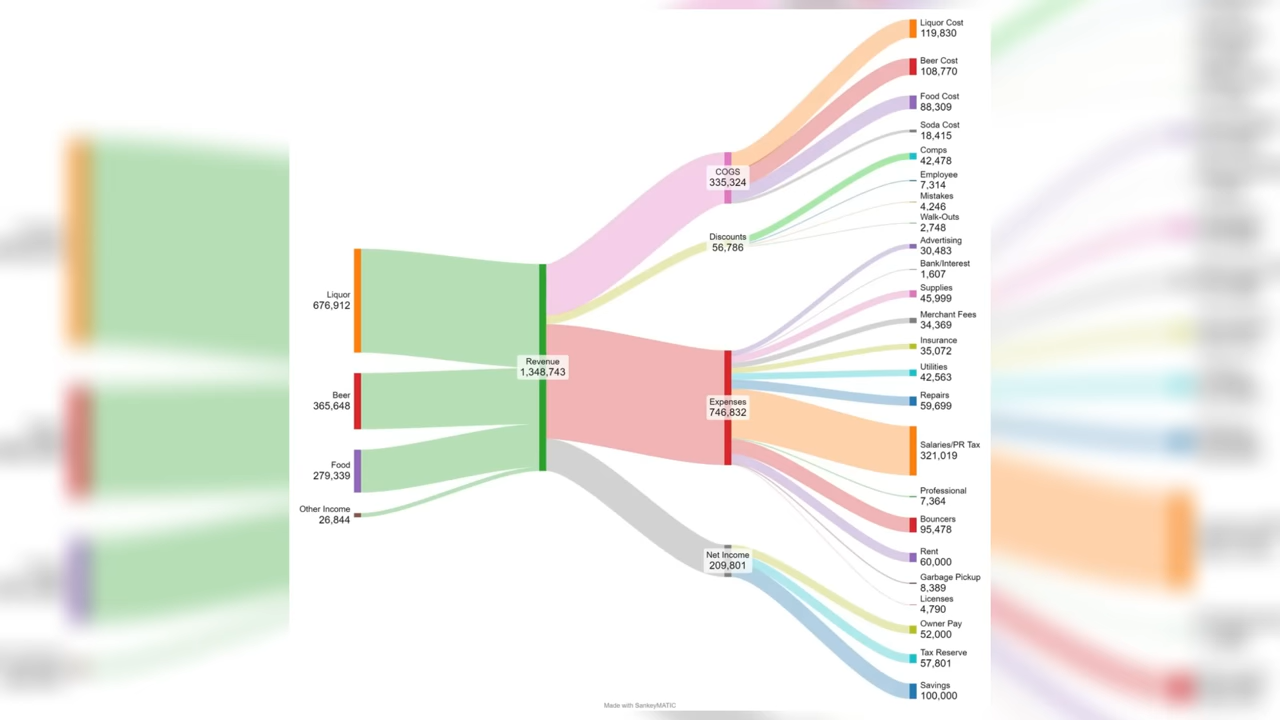 Liquor
676,912
Beer
365,648
Food
279,339
Other Income
26,844
Revenue
1,348,743
COGS
335,324
Discounts
56,786
Expenses
746,832
Net Income
209,801
Liquor Cost
119,830
Beer Cost
108,770
Food Cost
88,309
Soda Cost
18,415
Comps
42,478
Employee
7,314
Mistakes
4,246
Walk-Outs
2,748
Advertising
30,483
Bank/Interest
1,607
Supplies
45,999
Merchant Fees
34,369
Insurance
35,072
Utilities
42,563
Repairs
59,699
Salaries/PR Tax
321,019
Professional
7,364
Bouncers
95,478
Rent
60,000
Garbage Pickup
8,389
Licenses
4,790
Owner Pay
52,000
Tax Reserve
57,801
Savings
100,000
Made with SankeyMATIC